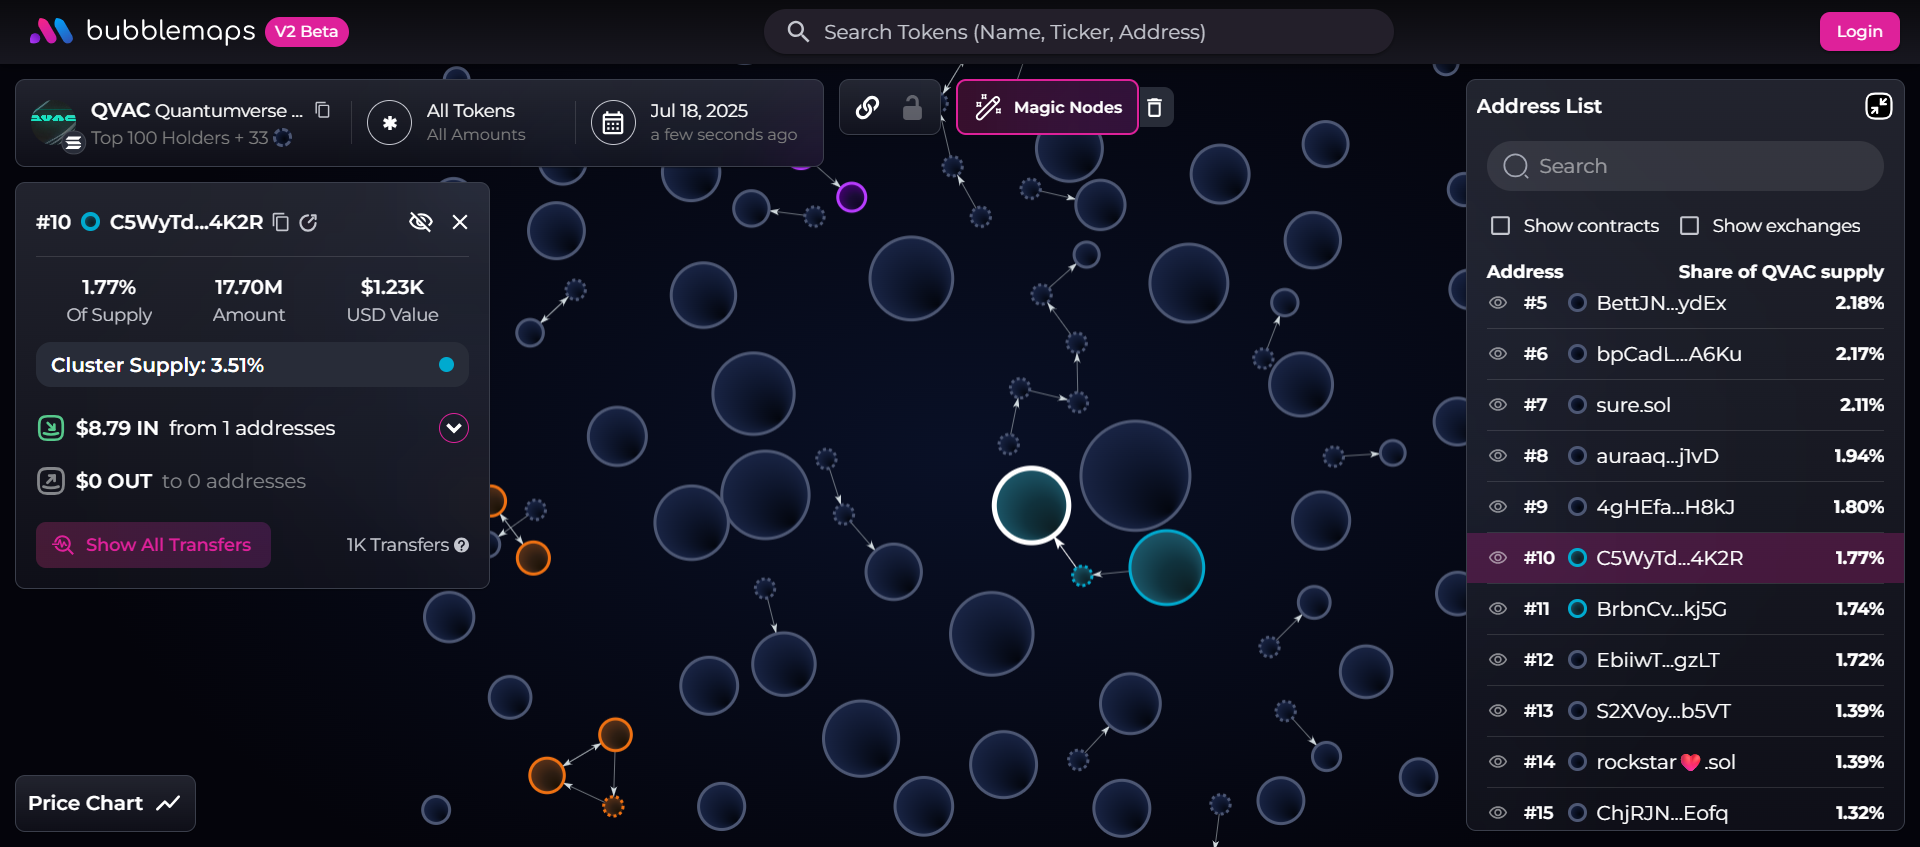 bubblemaps V2 Beta
Search Tokens (Name, Ticker, Address)
Login
QVAC Quantumverse ...
Top 100 Holders + 33
All Tokens
All Amounts
Jul 18, 2025
a few seconds ago
Magic Nodes
#10 C5WyTd...4K2R
1.77% 17.70M $1.23K
Of Supply Amount USD Value
Cluster Supply: 3.51%
$8.79 IN from 1 addresses
$0 OUT to 0 addresses
Show All Transfers 1K Transfers ?
Price Chart
Address List
Search
Show contracts Show exchanges
Address Share of QVAC supply
#5 BettJN...ydEx 2.18%
#6 bpCadL...A6Ku 2.17%
#7 sure.sol 2.11%
#8 auraaq...j1vD 1.94%
#9 4gHEfa...H8kJ 1.80%
#10 C5WyTd...4K2R 1.77%
#11 BrbnCv...kj5G 1.74%
#12 EbiiwT...gzLT 1.72%
#13 S2XVoy...b5VT 1.39%
#14 rockstar💖.sol 1.39%
#15 ChjRJN...Eofq 1.32%